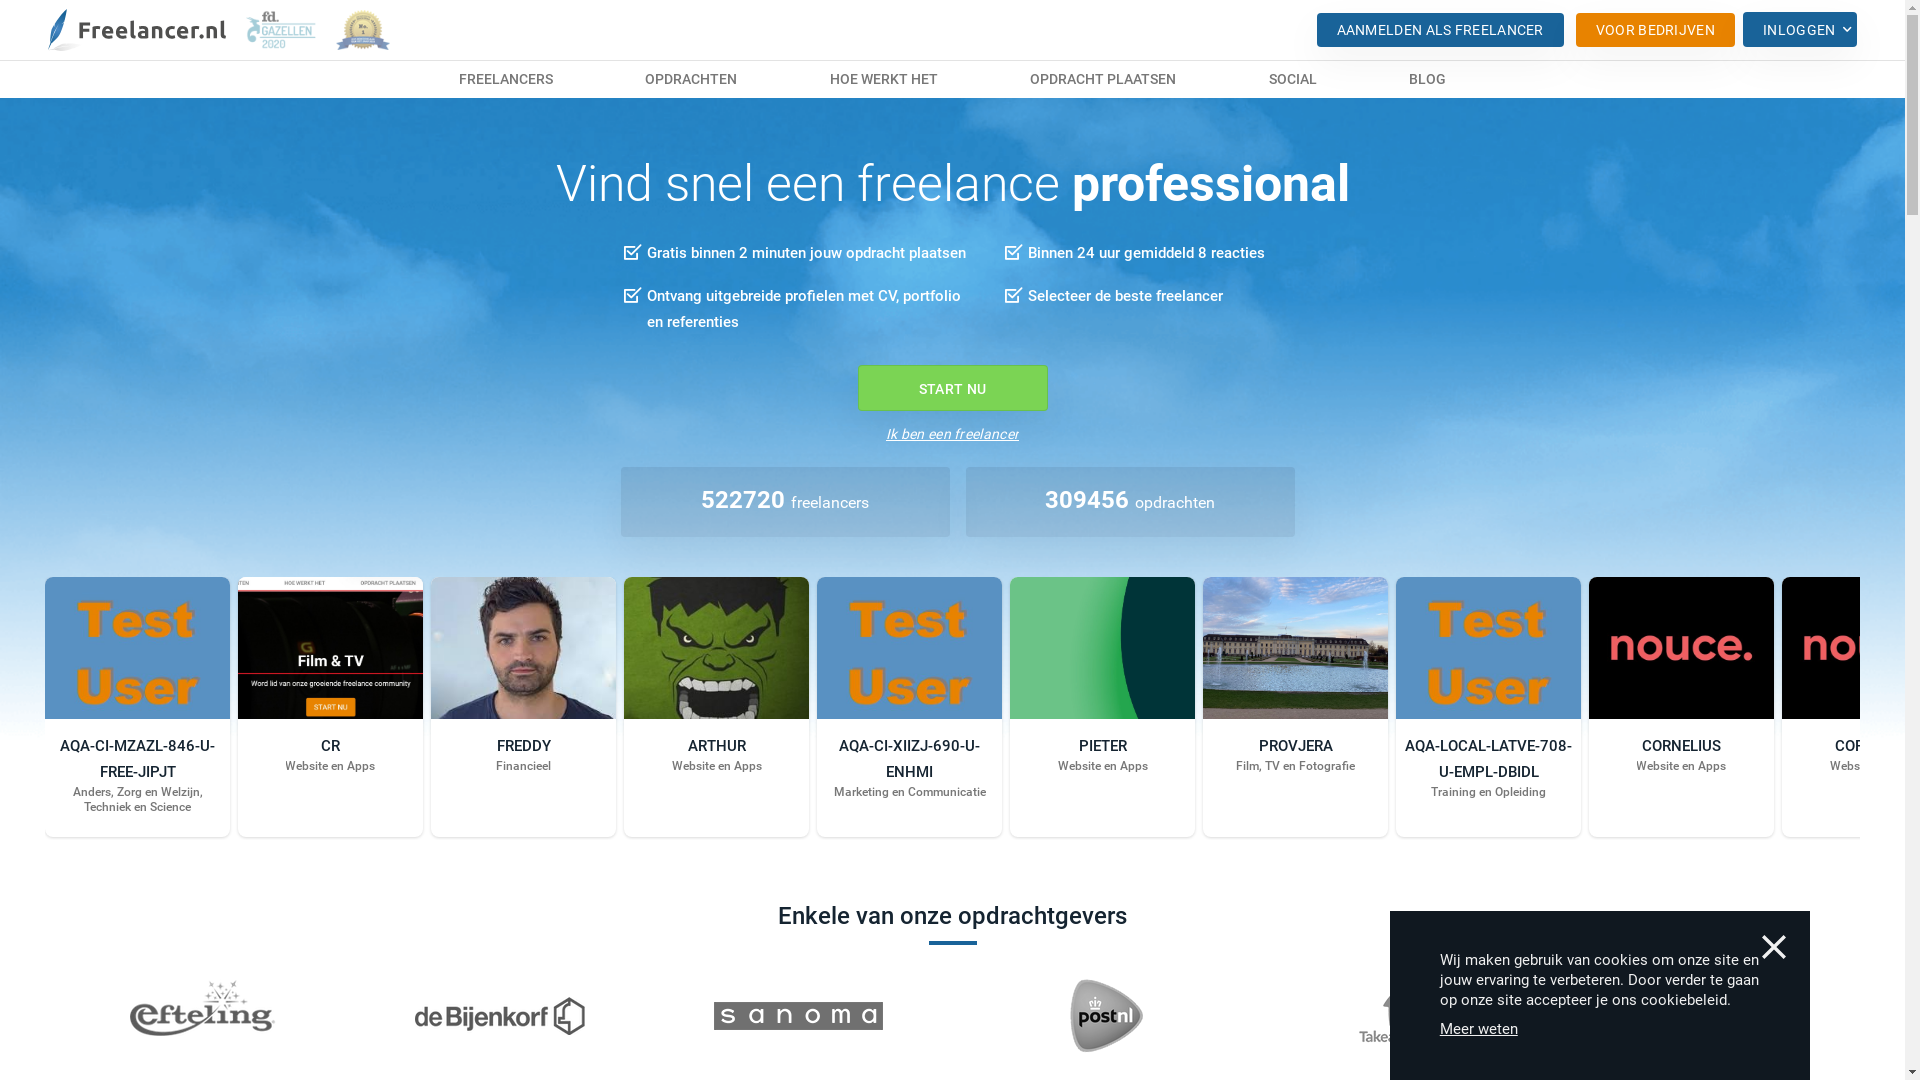 Freelancer.nl
fd.
GAZELLEN
2020
AANMELDEN ALS FREELANCER
VOOR BEDRIJVEN
INLOGGEN
FREELANCERS
OPDRACHTEN
HOE WERKT HET
OPDRACHT PLAATSEN
SOCIAL
BLOG
Vind snel een freelance professional
Gratis binnen 2 minuten jouw opdracht plaatsen
Binnen 24 uur gemiddeld 8 reacties
Ontvang uitgebreide profielen met CV, portfolio
en referenties
Selecteer de beste freelancer
START NU
Ik ben een freelancer
522720 freelancers
309456 opdrachten
Test
User
AQA-CI-MZAZL-846-U-
FREE-JIPJT
Anders, Zorg en Welzijn,
Techniek en Science
HOE WERKT HET
OPDRACHT PLAATSEN
Film & TV
Word lid van onze groeiende freelance community
START NU
CR
Website en Apps
FREDDY
Financieel
ARTHUR
Website en Apps
Test
User
AQA-CI-XIIZJ-690-U-
ENHMI
Marketing en Communicatie
PIETER
Website en Apps
PROVJERA
Film, TV en Fotografie
Test
User
AQA-LOCAL-LATVE-708-
U-EMPL-DBIDL
Training en Opleiding
nouce.
CORNELIUS
Website en Apps
Enkele van onze opdrachtgevers
efteling
de Bijenkorf
sanoma
postnl
Wij maken gebruik van cookies om onze site en
jouw ervaring te verbeteren. Door verder te gaan
op onze site accepteer je ons cookiebeleid.
Meer weten